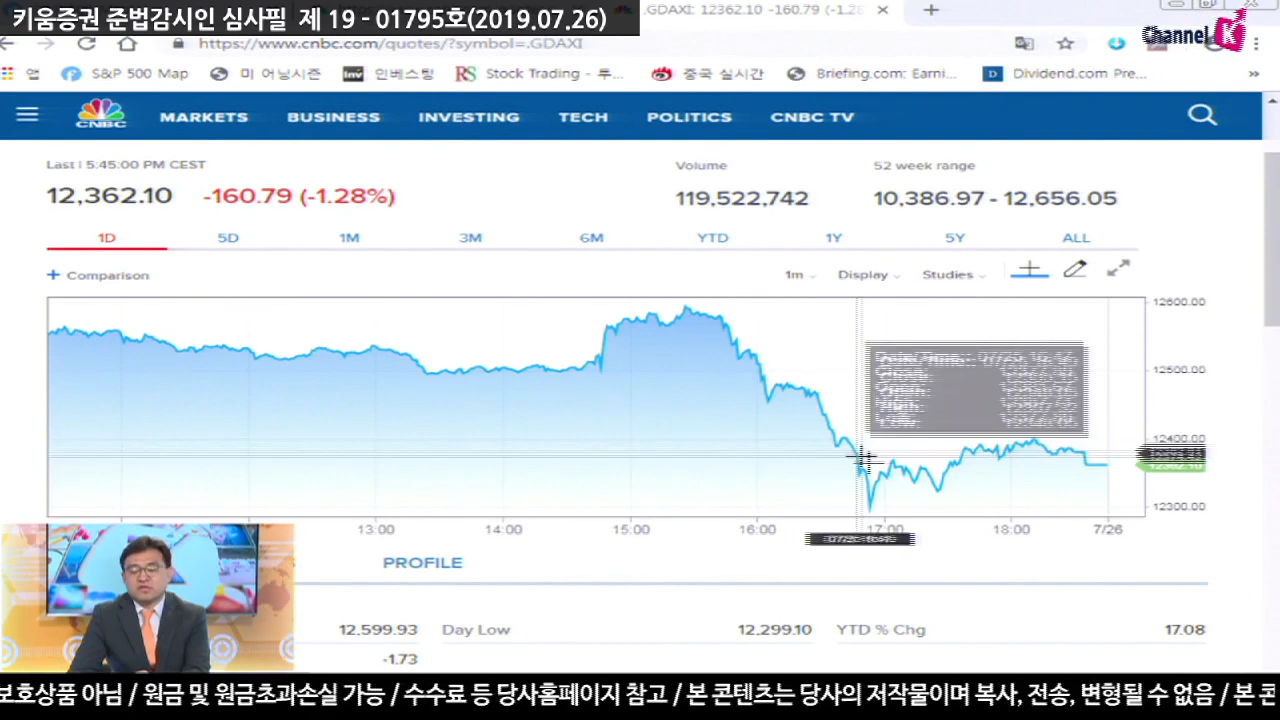 키움증권 준법감시인 심사필 제 19 - 01795호(2019.07.26)
.GDAXI: 12362.10 -160.79 (-1.28
Channel K
https://www.cnbc.com/quotes/?symbol=.GDAXI
앱 S&P 500 Map 미 어닝시즌 Inv 인베스팅 RS Stock Trading - 투... 중국 실시간 Briefing.com: Earni... D Dividend.com Pre... »
CNBC MARKETS BUSINESS INVESTING TECH POLITICS CNBC TV
Last | 5:45:00 PM CEST
12,362.10 -160.79 (-1.28%)
Volume
119,522,742
52 week range
10,386.97 - 12,656.05
1D 5D 1M 3M 6M YTD 1Y 5Y ALL
+ Comparison 1m Display Studies
12600.00
12500.00
12400.00
12362.10
12300.00
13:00 14:00 15:00 16:00 17:00 18:00 7/26
PROFILE
12,599.93 Day Low 12,299.10 YTD % Chg 17.08
-1.73
보호상품 아님 / 원금 및 원금초과손실 가능 / 수수료 등 당사홈페이지 참고 / 본 콘텐츠는 당사의 저작물이며 복사, 전송, 변형될 수 없음 / 본 콘